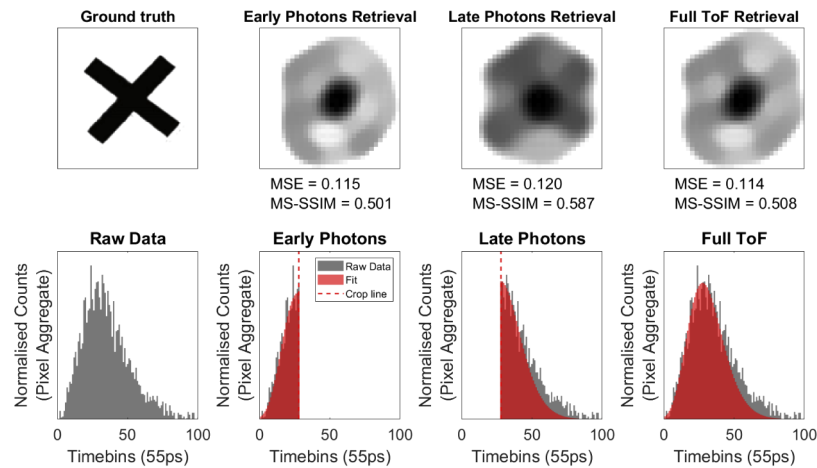 Ground truth
Early Photons Retrieval
Late Photons Retrieval
Full ToF Retrieval
MSE = 0.115
MS-SSIM = 0.501
MSE = 0.120
MS-SSIM = 0.587
MSE = 0.114
MS-SSIM = 0.508
Raw Data
Early Photons
Late Photons
Full ToF
Normalised Counts
(Pixel Aggregate)
0 50 100
Timebins (55ps)
Normalised Counts
(Pixel Aggregate)
Raw Data
Fit
Crop line
0 50 100
Timebins (55ps)
Normalised Counts
(Pixel Aggregate)
0 50 100
Timebins (55ps)
Normalised Counts
(Pixel Aggregate)
0 50 100
Timebins (55ps)